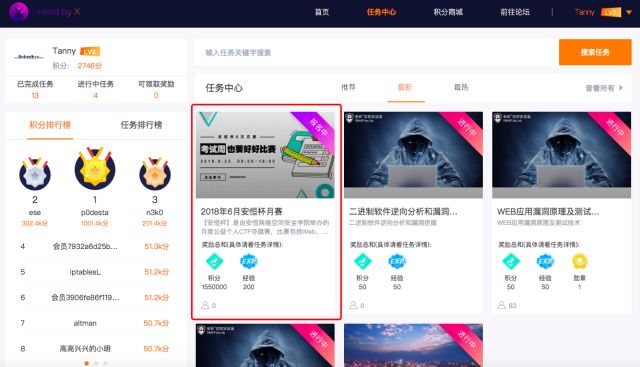 Linked by X
首页
任务中心
积分商城
前往论坛
Tanny LV2
Tanny LV2
积分: 2746分
已完成任务
进行中任务
可领取奖励
13
4
0
积分排行榜
任务排行榜
2
1
3
ese
p0desta
n3k0
302.4k分
1001.4k分
201.4k分
4 会员7932a6d25b... 51.3k分
5 iptablesL 51.2k分
6 会员3906fe86f119... 51.2k分
7 altman 50.7k分
8 高高兴兴的小明 50.7k分
输入任务关键字搜索
搜索任务
任务中心
推荐
最新
最热
查看所有
安恒杯6月月赛
考试周也要好好比赛
2018.6.23 09:00-18:00
点击参与
报名中
2018年6月安恒杯月赛
【安恒杯】是由安恒网络空间安全学院举办的
月度公益个人CTF夺旗赛，比赛包括Web、...
奖励总和(具体请看任务详情):
EXP
积分
经验
1550000
200
0
进行中
二进制软件逆向分析和漏洞...
二进制软件逆向分析和漏洞挖掘
奖励总和(具体请看任务详情):
EXP
积分
经验
50
50
0
进行中
WEB应用漏洞原理及测试...
WEB应用漏洞原理及测试技术
奖励总和(具体请看任务详情):
EXP
积分
经验
勋章
50
50
1
83
进行中
进行中